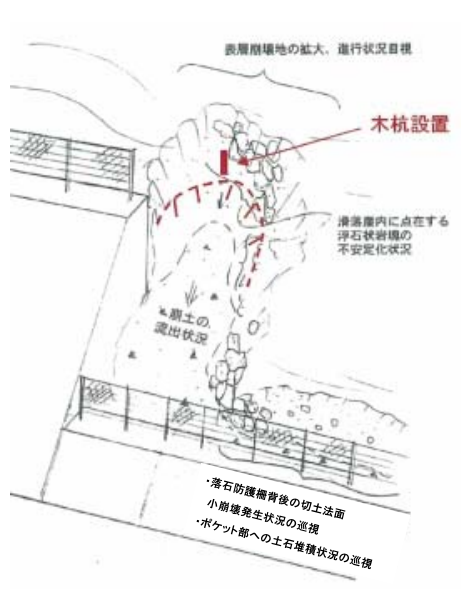 表層崩壊地の拡大、進行状況目視
木杭設置
滑落崖内に点在する
浮石状岩塊の
不安定化状況
崩土の
流出状況
・落石防護柵背後の切土法面
小崩壊発生状況の巡視
・ポケット部への土石堆積状況の巡視